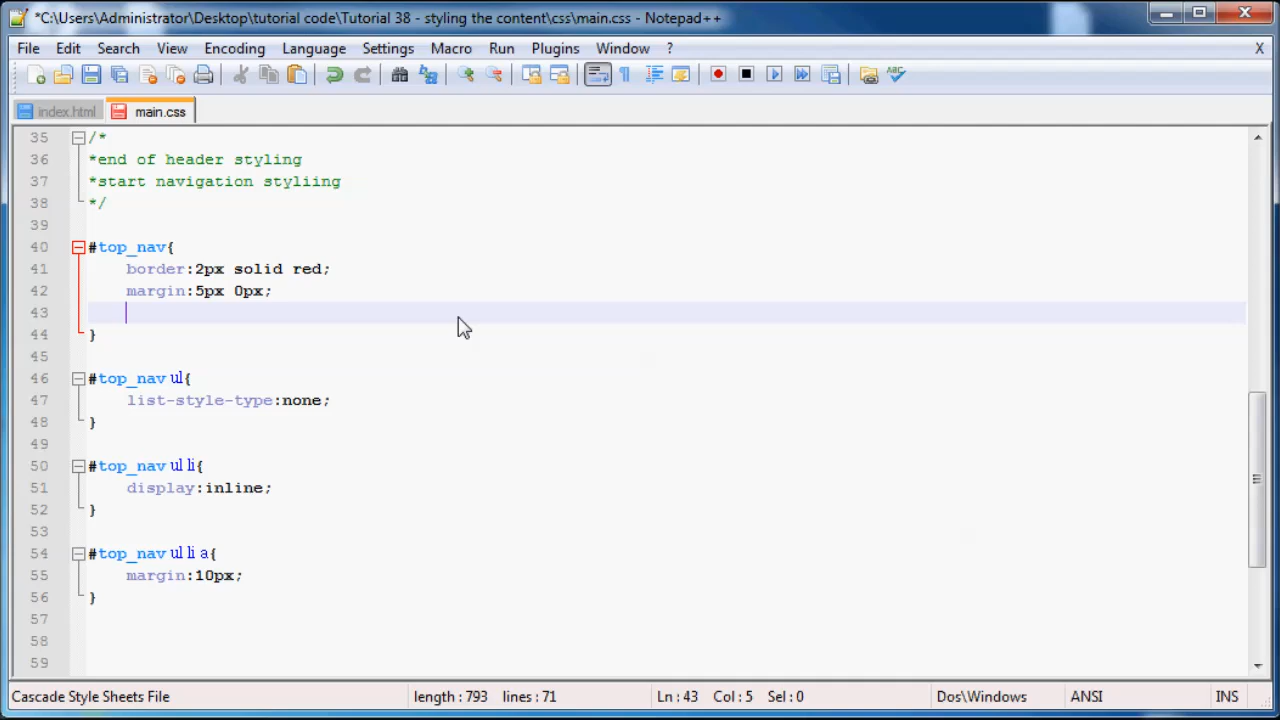 *C:\Users\Administrator\Desktop\tutorial code\Tutorial 38 - styling the content\css\main.css - Notepad++
File Edit Search View Encoding Language Settings Macro Run Plugins Window ? X
index.html main.css
35 /*
36 *end of header styling
37 *start navigation styliing
38 */
39
40 #top_nav{
41 border:2px solid red;
42 margin:5px 0px;
43
44 }
45
46 #top_nav ul{
47 list-style-type:none;
48 }
49
50 #top_nav ul li{
51 display:inline;
52 }
53
54 #top_nav ul li a{
55 margin:10px;
56 }
57
58
59
Cascade Style Sheets File length : 793 lines : 71 Ln : 43 Col : 5 Sel : 0 Dos\Windows ANSI INS